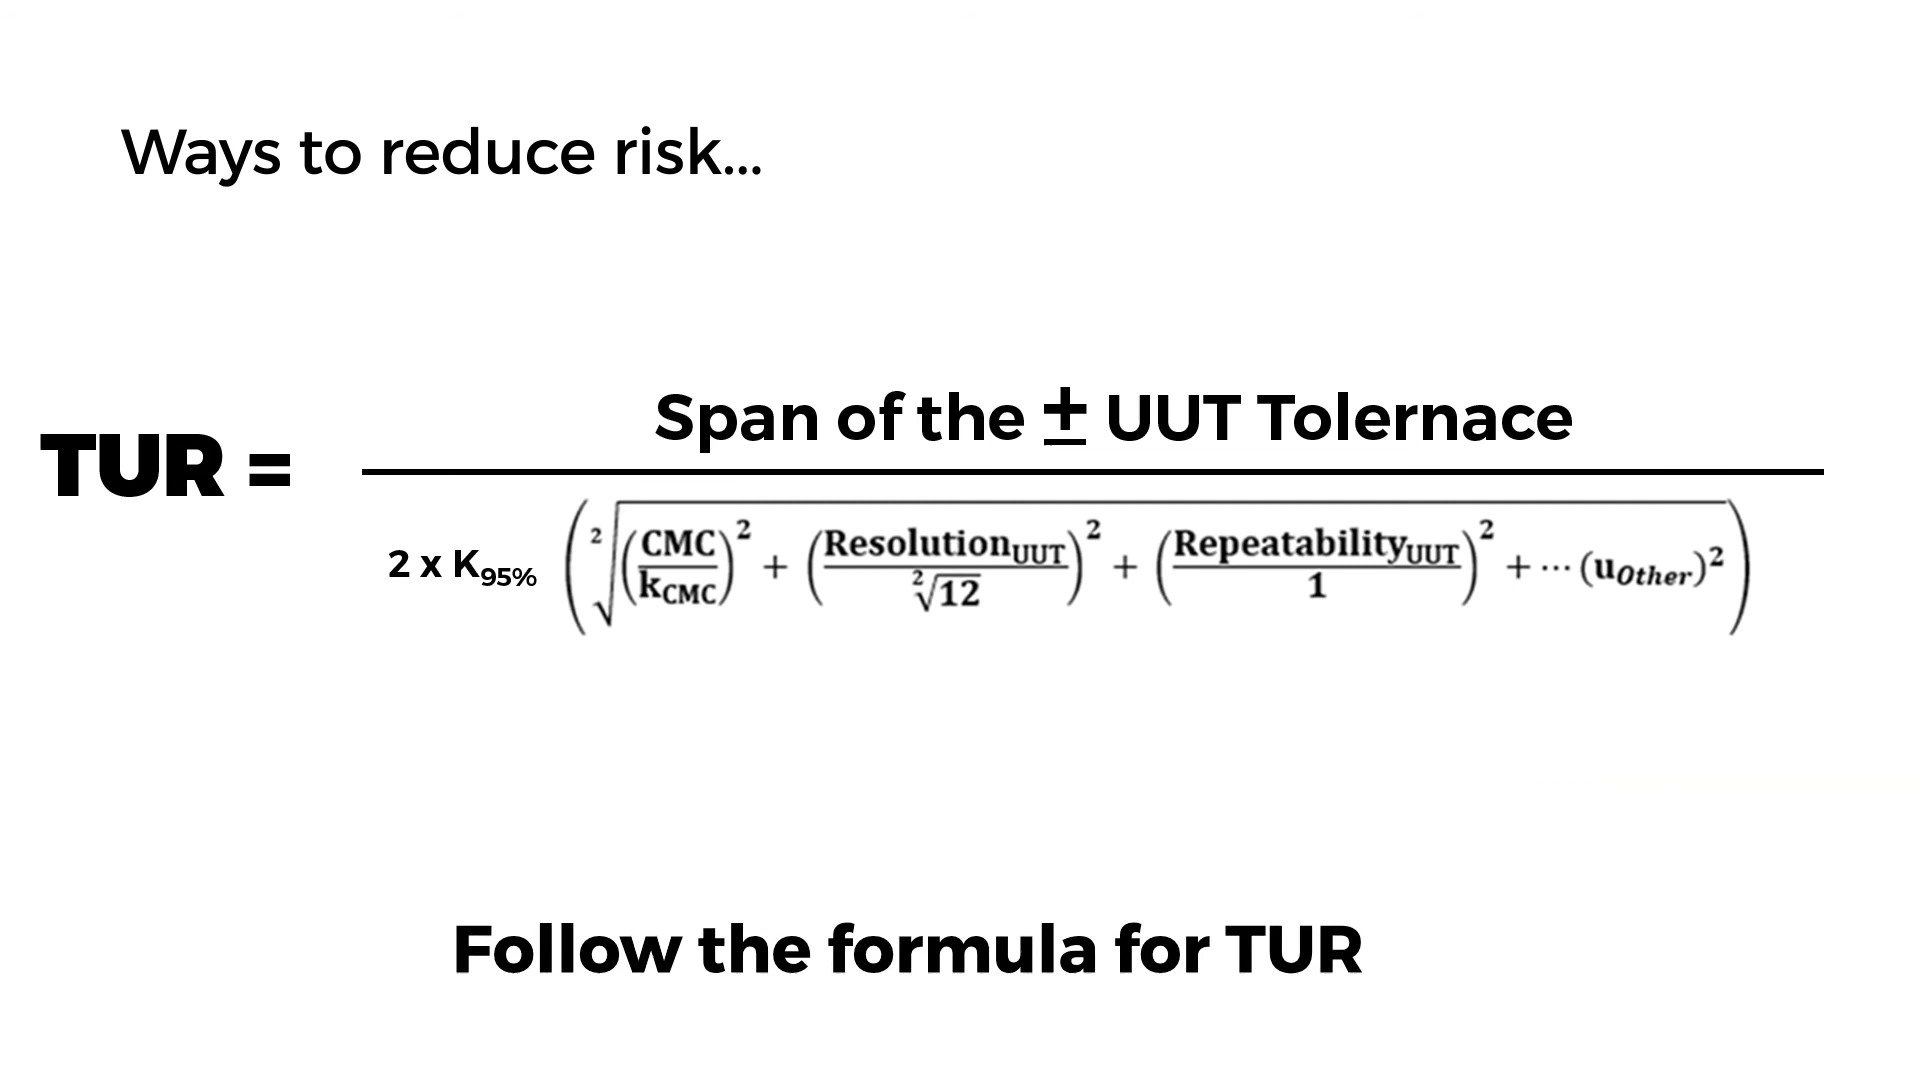 Ways to reduce risk...
Span of the ± UUT Tolernace
TUR =
2 x K95% (²√(CMC/kCMC)² + (ResolutionUUT/²√12)² + (RepeatabilityUUT/1)² + ⋯ (uOther)²)
Follow the formula for TUR